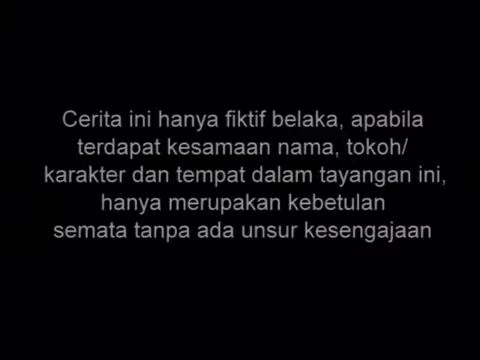 Cerita ini hanya fiktif belaka, apabila
terdapat kesamaan nama, tokoh/
karakter dan tempat dalam tayangan ini,
hanya merupakan kebetulan
semata tanpa ada unsur kesengajaan